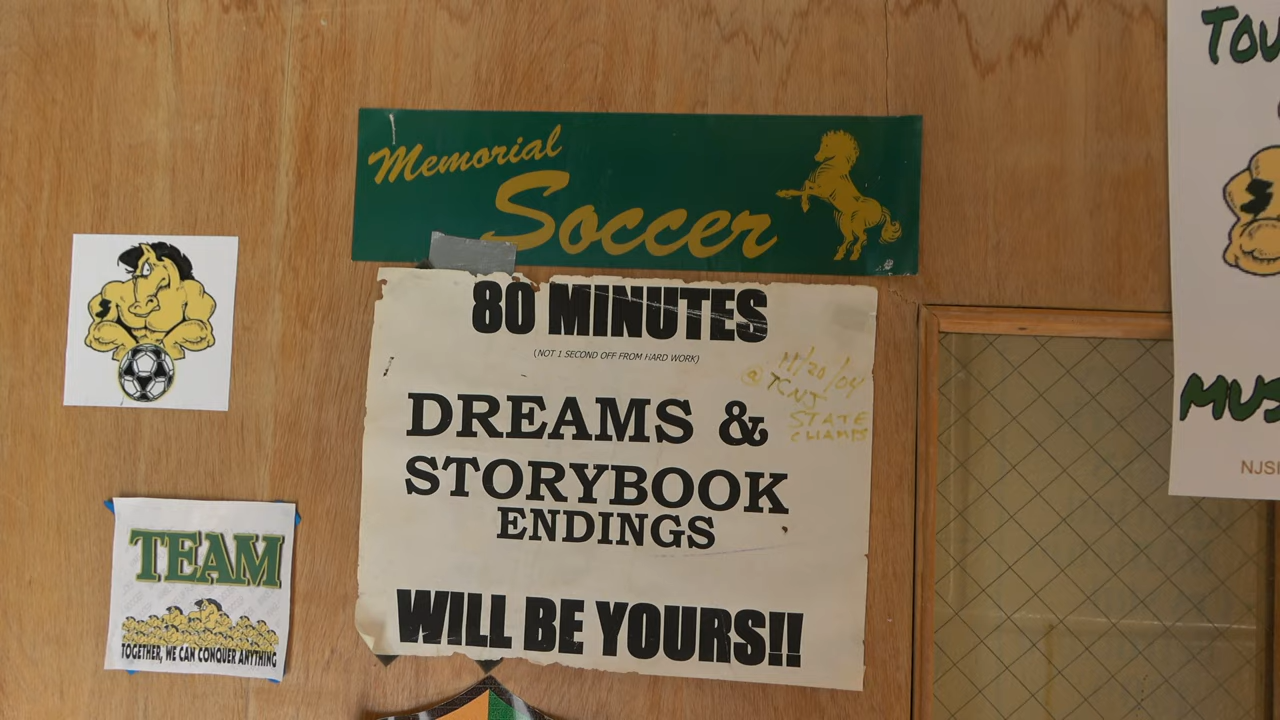 Memorial
Soccer
80 MINUTES
(NOT 1 SECOND OFF FROM HARD WORK)
11/20/04
@ TCNJ
STATE
CHAMPS
DREAMS &
STORYBOOK
ENDINGS
WILL BE YOURS!!
TEAM
TOGETHER, WE CAN CONQUER ANYTHING
TOU
MUS
NJSI